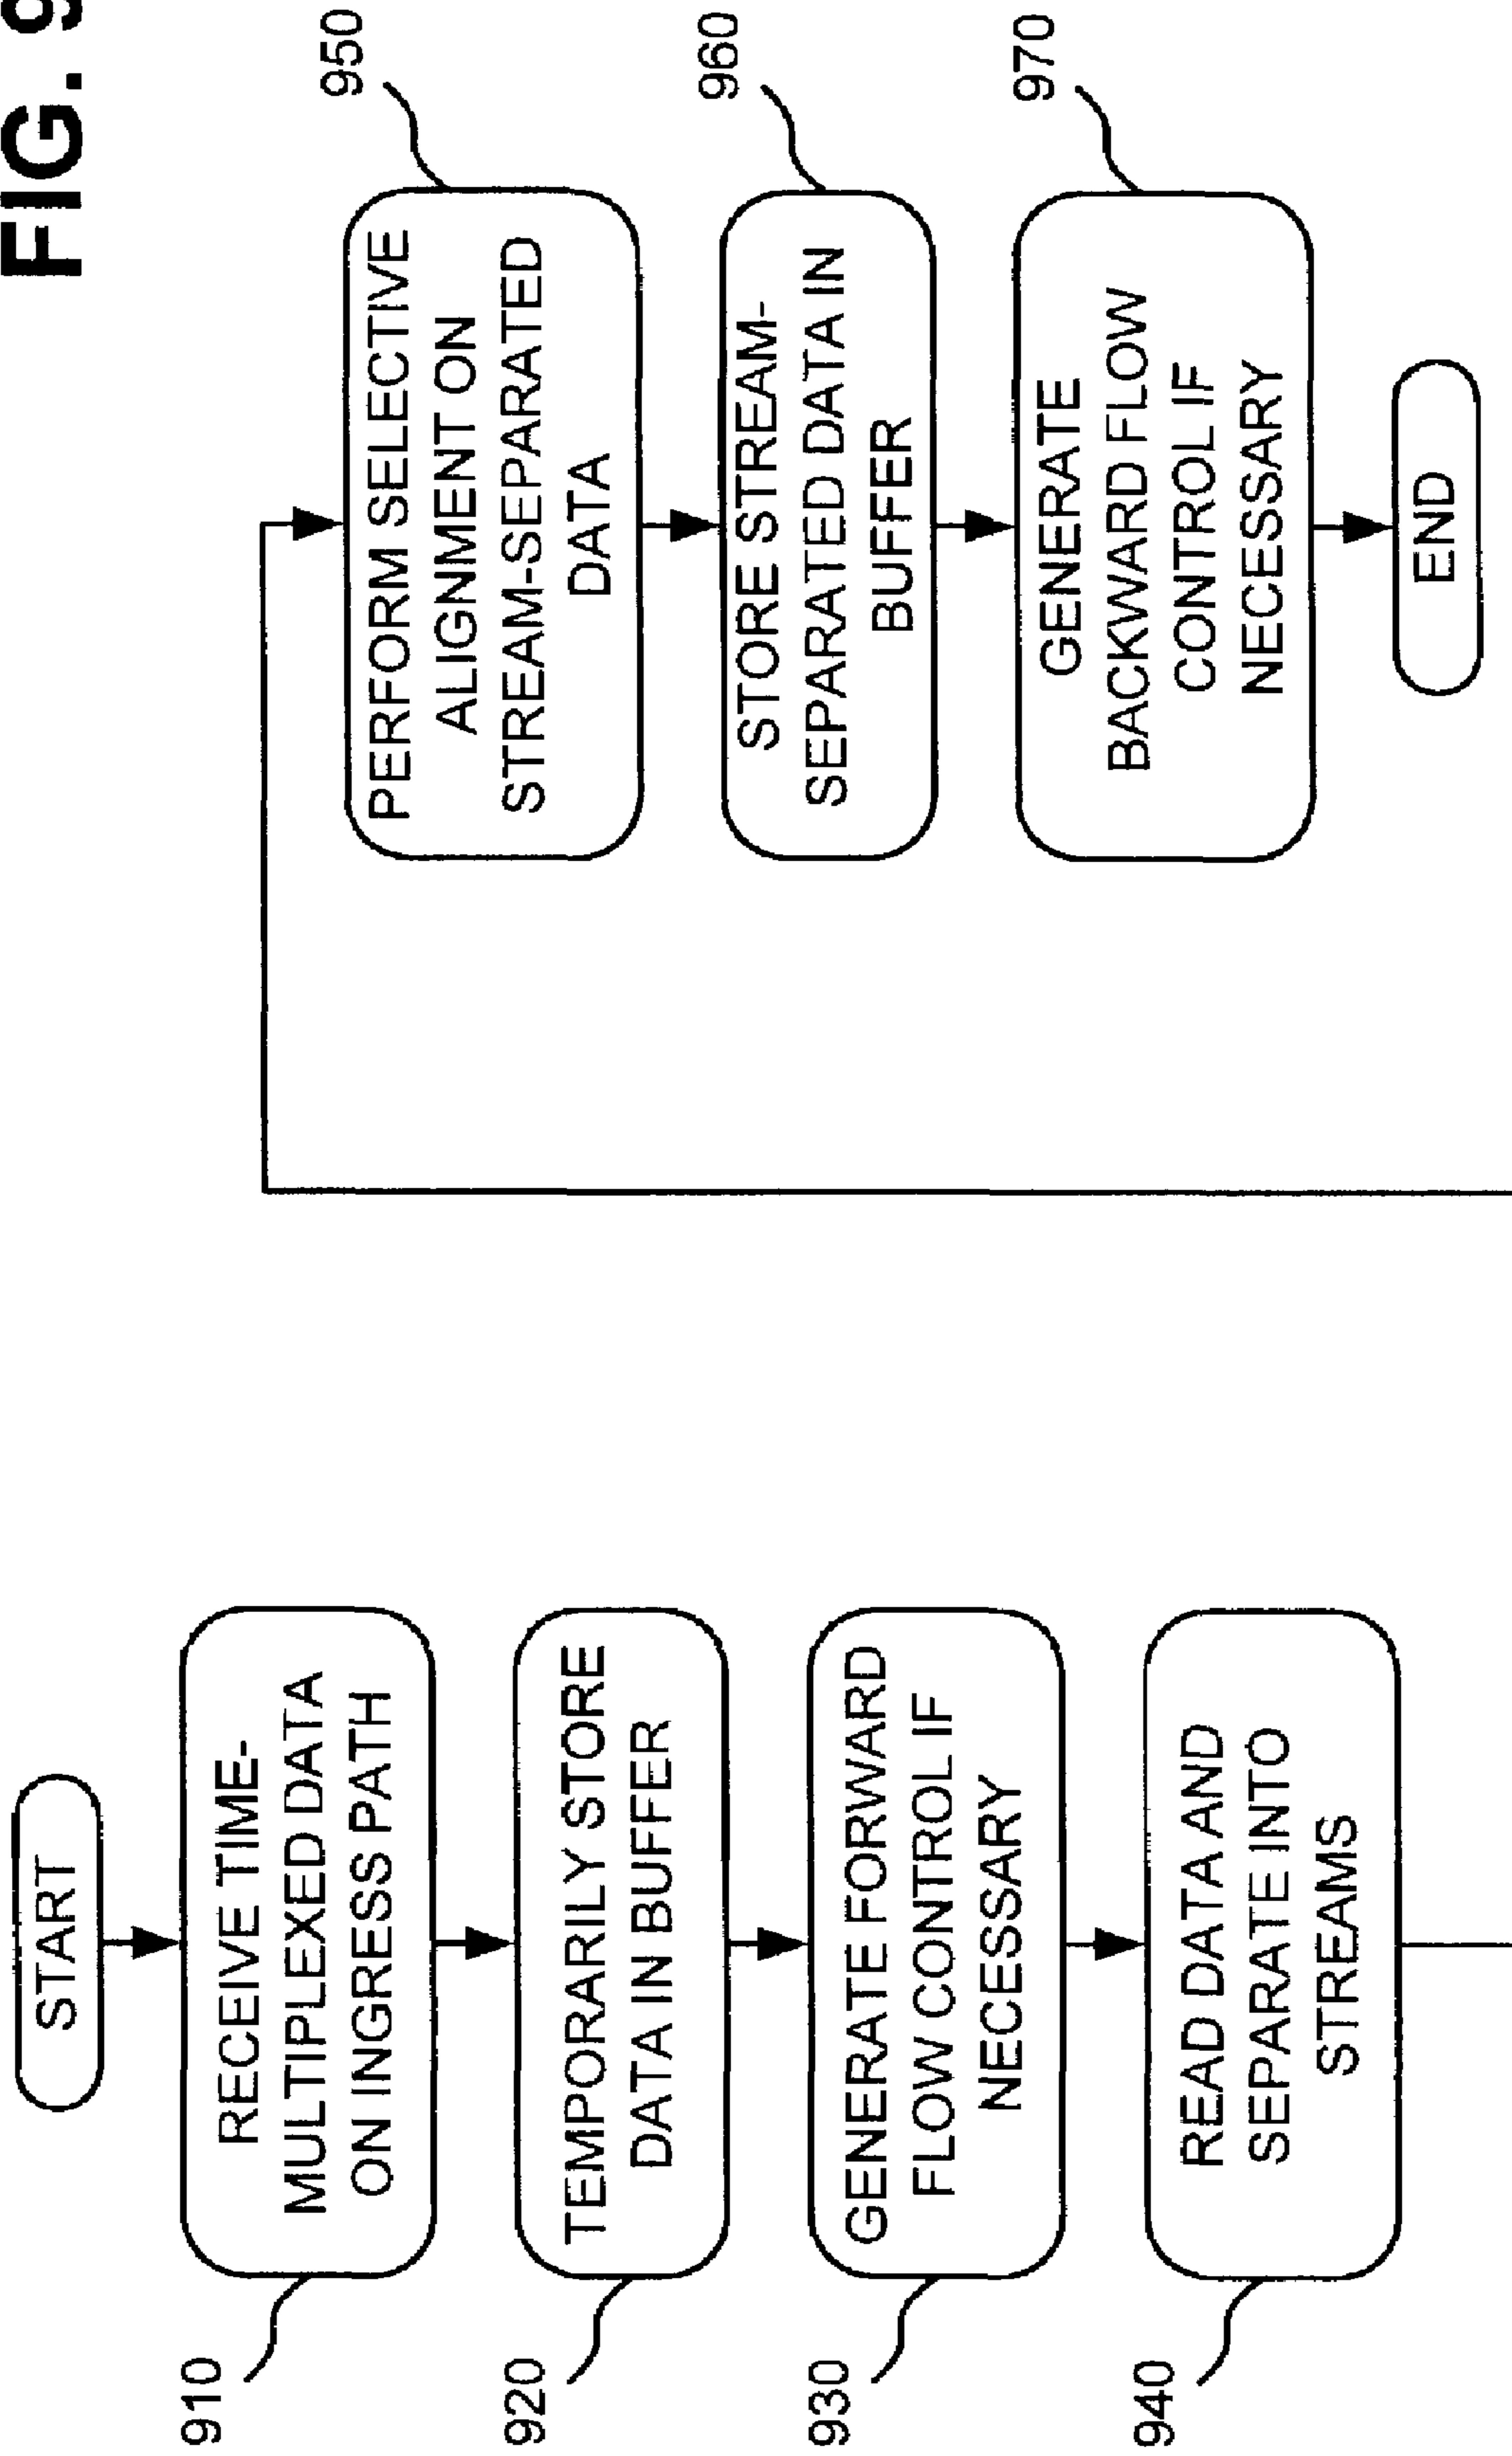 FIG. 9
START
RECEIVE TIME-
MULTIPLEXED DATA
ON INGRESS PATH
910
TEMPORARILY STORE
DATA IN BUFFER
920
GENERATE FORWARD
FLOW CONTROL IF
NECESSARY
930
READ DATA AND
SEPARATE INTO
STREAMS
940
PERFORM SELECTIVE
ALIGNMENT ON
STREAM-SEPARATED
DATA
950
STORE STREAM-
SEPARATED DATA IN
BUFFER
960
GENERATE
BACKWARD FLOW
CONTROL IF
NECESSARY
970
END